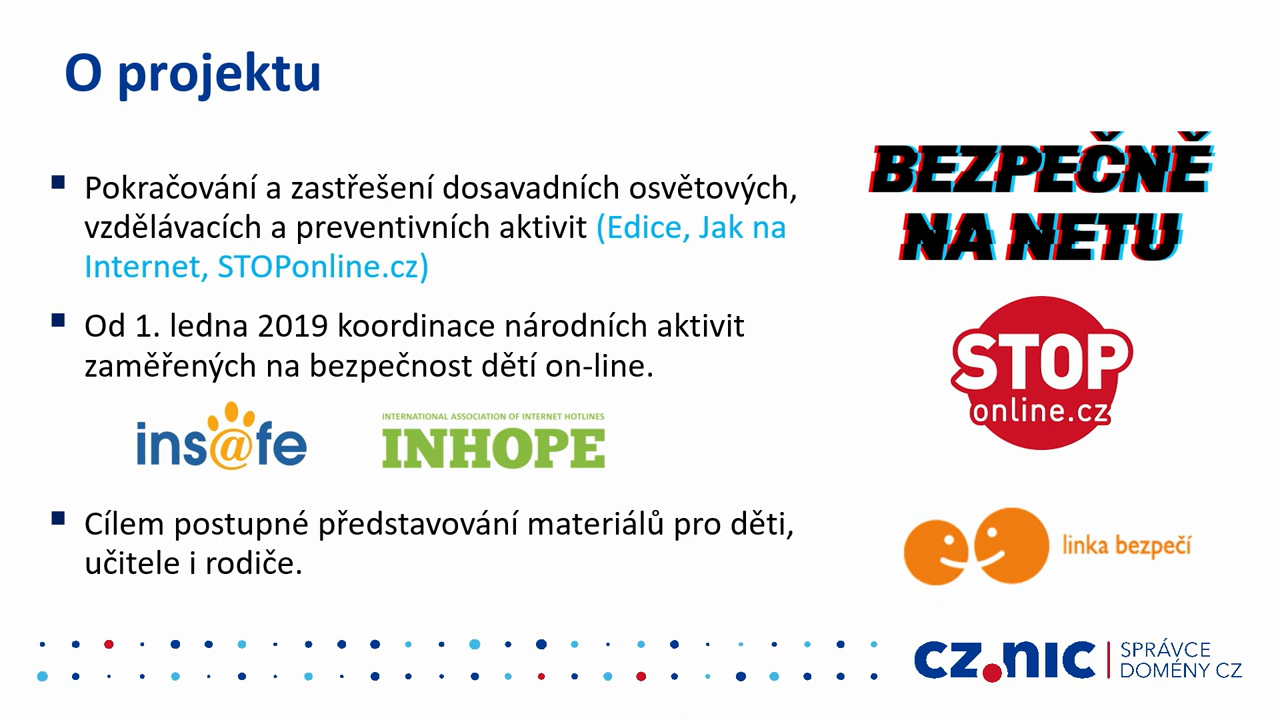 O projektu
Pokračování a zastřešení dosavadních osvětových,
vzdělávacích a preventivních aktivit (Edice, Jak na
Internet, STOPonline.cz)
Od 1. ledna 2019 koordinace národních aktivit
zaměřených na bezpečnost dětí on-line.
ins@fe
INTERNATIONAL ASSOCIATION OF INTERNET HOTLINES
INHOPE
Cílem postupné představování materiálů pro děti,
učitele i rodiče.
BEZPEČNĚ
NA NETU
STOP
online.cz
linka bezpečí
CZ.NIC
SPRÁVCE
DOMÉNY CZ